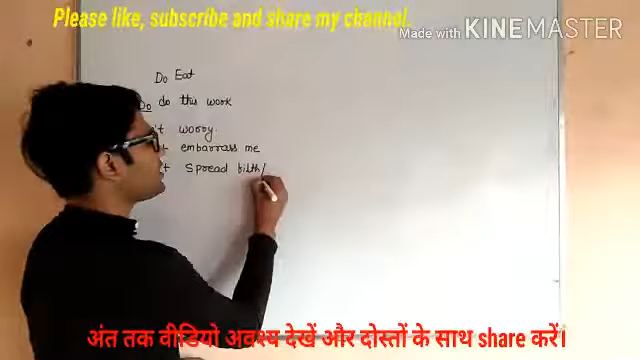 Please like, subscribe and share my channel.
Made with KINEMASTER
Do Eat
Do do this work
't worry.
't embarrass me
't Spread filth/
अंत तक वीडियो अवश्य देखें और दोस्तों के साथ share करें।